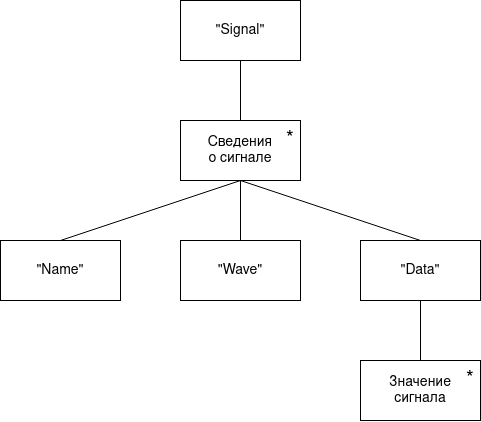 "Signal"
Сведения *
о сигнале
"Name" "Wave" "Data"
Значение *
сигнала